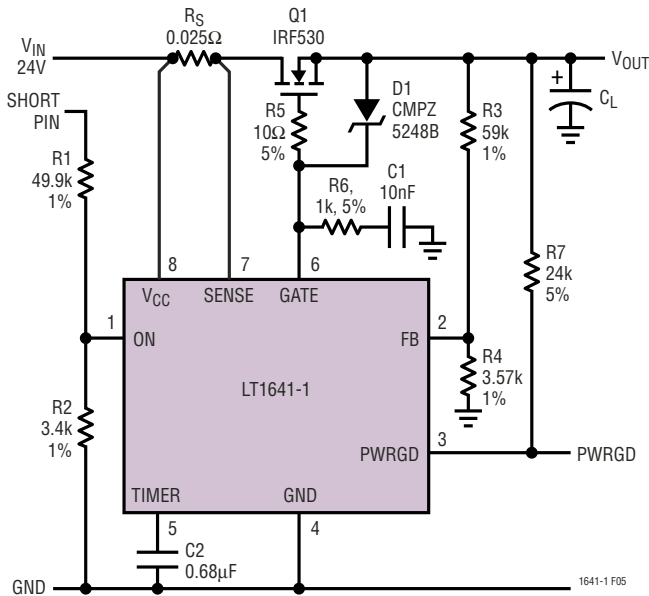 RS
0.025Ω
Q1
IRF530
VIN
24V
VOUT
SHORT
PIN
R1
49.9k
1%
R5
10Ω
5%
D1
CMPZ
5248B
R3
59k
1%
+
CL
R6,
1k, 5%
C1
10nF
R7
24k
5%
8
7
6
VCC
SENSE
GATE
1
ON
2
FB
LT1641-1
R4
3.57k
1%
R2
3.4k
1%
3
PWRGD
PWRGD
TIMER
GND
5
4
C2
0.68µF
GND
1641-1 F05